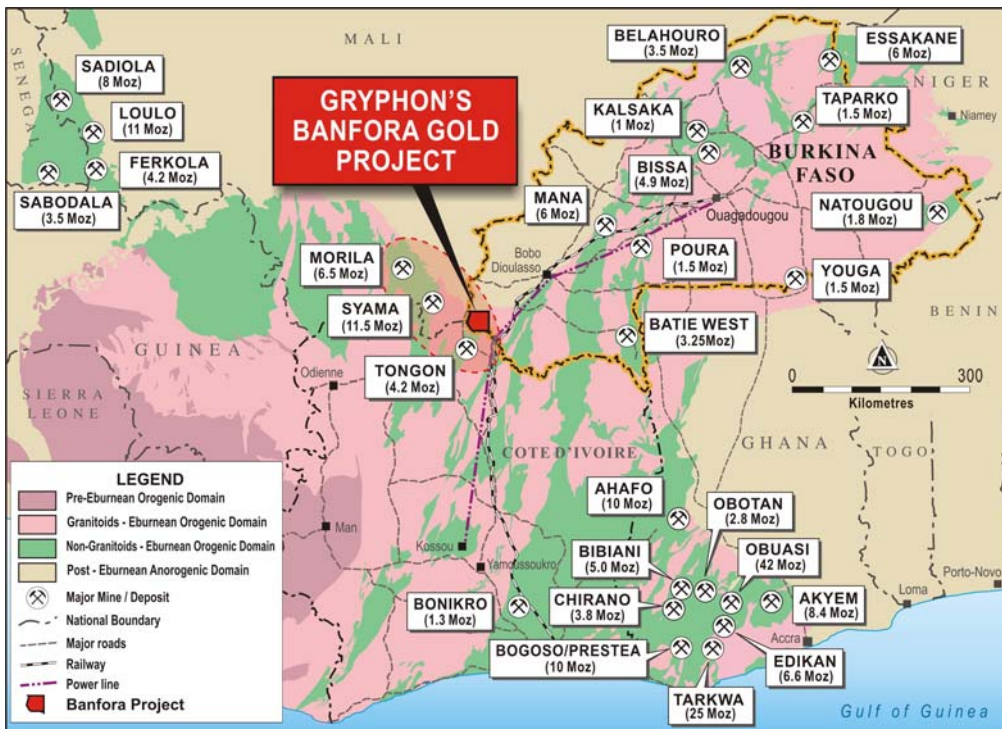 MALI
SENEGAL
SADIOLA
(8 Moz)
LOULO
(11 Moz)
FERKOLA
(4.2 Moz)
SABODALA
(3.5 Moz)
GRYPHON'S
BANFORA GOLD
PROJECT
BELAHOURO
(3.5 Moz)
ESSAKANE
(6 Moz)
NIGER
Niamey
KALSAKA
(1 Moz)
TAPARKO
(1.5 Moz)
BISSA
(4.9 Moz)
BURKINA
FASO
MANA
(6 Moz)
Ouagadougou
NATOUGOU
(1.8 Moz)
Bobo
Dioulasso
POURA
(1.5 Moz)
YOUGA
(1.5 Moz)
MORILA
(6.5 Moz)
SYAMA
(11.5 Moz)
TONGON
(4.2 Moz)
BATIE WEST
(3.25Moz)
BENIN
GUINEA
SIERRA
LEONE
Odienne
N
0 300
Kilometres
COTE D'IVOIRE
GHANA
TOGO
LEGEND
Pre-Eburnean Orogenic Domain
Granitoids - Eburnean Orogenic Domain
Non-Granitoids - Eburnean Orogenic Domain
Post - Eburnean Anorogenic Domain
Major Mine / Deposit
National Boundary
Major roads
Railway
Power line
Banfora Project
Man
Kossou
Yamoussoukro
AHAFO
(10 Moz)
OBOTAN
(2.8 Moz)
BIBIANI
(5.0 Moz)
OBUASI
(42 Moz)
CHIRANO
(3.8 Moz)
AKYEM
(8.4 Moz)
BONIKRO
(1.3 Moz)
BOGOSO/PRESTEA
(10 Moz)
EDIKAN
(6.6 Moz)
TARKWA
(25 Moz)
Accra
Loma
Porto-Novo
Gulf of Guinea